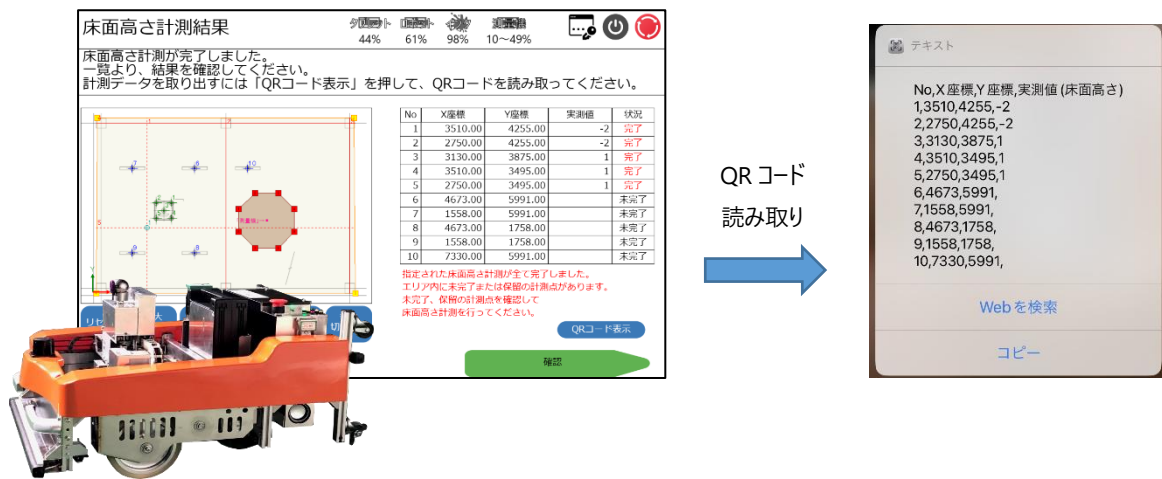 床面高さ計測結果
44% 61% 98% 10～49%
床面高さ計測が完了しました。
一覧より、結果を確認してください。
計測データを取り出すには「QRコード表示」を押して、QRコードを読み取ってください。
No X座標 Y座標 実測値 状況
1 3510.00 4255.00 -2 完了
2 2750.00 4255.00 -2 完了
3 3130.00 3875.00 1 完了
4 3510.00 3495.00 1 完了
5 2750.00 3495.00 1 完了
6 4673.00 5991.00 未完了
7 1558.00 5991.00 未完了
8 4673.00 1758.00 未完了
9 1558.00 1758.00 未完了
10 7330.00 5991.00 未完了
指定された床面高さ計測が全て完了しました。
エリア内に未完了または保留の計測点があります。
未完了、保留の計測点を確認して
床面高さ計測を行ってください。
QRコード表示
確認
QR コード
読み取り
テキスト
No,X座標,Y座標,実測値(床面高さ)
1,3510,4255,-2
2,2750,4255,-2
3,3130,3875,1
4,3510,3495,1
5,2750,3495,1
6,4673,5991,
7,1558,5991,
8,4673,1758,
9,1558,1758,
10,7330,5991,
Webを検索
コピー